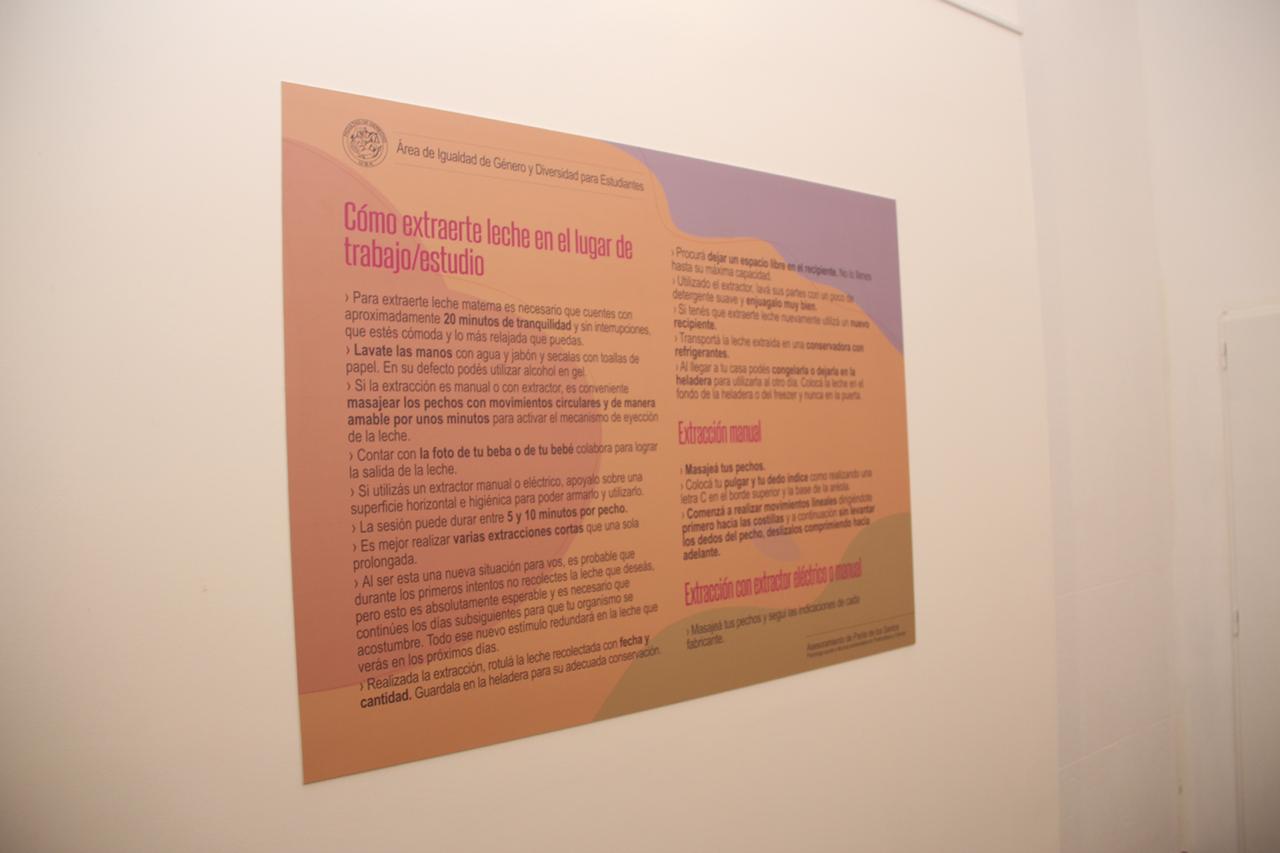 Área de Igualdad de Género y Diversidad para Estudiantes
Cómo extraerte leche en el lugar de
trabajo/estudio
› Para extraerte leche materna es necesario que cuentes con
aproximadamente 20 minutos de tranquilidad y sin interrupciones,
que estés cómoda y lo más relajada que puedas.
› Lavate las manos con agua y jabón y secalas con toallas de
papel. En su defecto podés utilizar alcohol en gel.
› Si la extracción es manual o con extractor, es conveniente
masajear los pechos con movimientos circulares y de manera
amable por unos minutos para activar el mecanismo de eyección
de la leche.
› Contar con la foto de tu beba o de tu bebé colabora para lograr
la salida de la leche.
› Si utilizás un extractor manual o eléctrico, apoyalo sobre una
superficie horizontal e higiénica para poder armarlo y utilizarlo.
› La sesión puede durar entre 5 y 10 minutos por pecho.
› Es mejor realizar varias extracciones cortas que una sola
prolongada.
› Al ser esta una nueva situación para vos, es probable que
durante los primeros intentos no recolectes la leche que deseás,
pero esto es absolutamente esperable y es necesario que
continúes los días subsiguientes para que tu organismo se
acostumbre. Todo ese nuevo estímulo redundará en la leche que
verás en los próximos días.
› Realizada la extracción, rotulá la leche recolectada con fecha y
cantidad. Guardala en la heladera para su adecuada conservación.
› Procurá dejar un espacio libre en el recipiente. No lo llenes
hasta su máxima capacidad.
› Utilizado el extractor, lavá sus partes con un poco de
detergente suave y enjuagalo muy bien.
› Si tenés que extraerte leche nuevamente utilizá un nuevo
recipiente.
› Transportá la leche extraída en una conservadora con
refrigerantes.
› Al llegar a tu casa podés congelarla o dejarla en la
heladera para utilizarla al otro día. Colocá la leche en el
fondo de la heladera o del freezer y nunca en la puerta.
Extracción manual
› Masajeá tus pechos.
› Colocá tu pulgar y tu dedo índice como realizando una
letra C en el borde superior y la base de la aréola.
› Comenzá a realizar movimientos lineales dirigiéndote
primero hacia las costillas y a continuación sin levantar
los dedos del pecho, deslizalos comprimiendo hacia
adelante.
Extracción con extractor eléctrico o manual
› Masajeá tus pechos y seguí las indicaciones de cada
fabricante.
Asesoramiento de Paola de los Santos